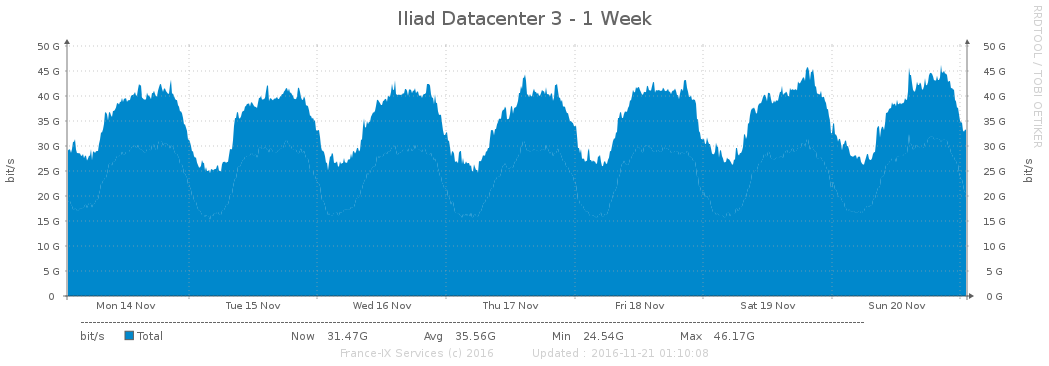 Iliad Datacenter 3 - 1 Week
RRDTOOL / TOBI OETIKER
bit/s
bit/s
50 G 50 G
45 G 45 G
40 G 40 G
35 G 35 G
30 G 30 G
25 G 25 G
20 G 20 G
15 G 15 G
10 G 10 G
5 G 5 G
0 0 G
Mon 14 Nov Tue 15 Nov Wed 16 Nov Thu 17 Nov Fri 18 Nov Sat 19 Nov Sun 20 Nov
bit/s Total Now 31.47G Avg 35.56G Min 24.54G Max 46.17G
France-IX Services (c) 2016 Updated : 2016-11-21 01:10:08